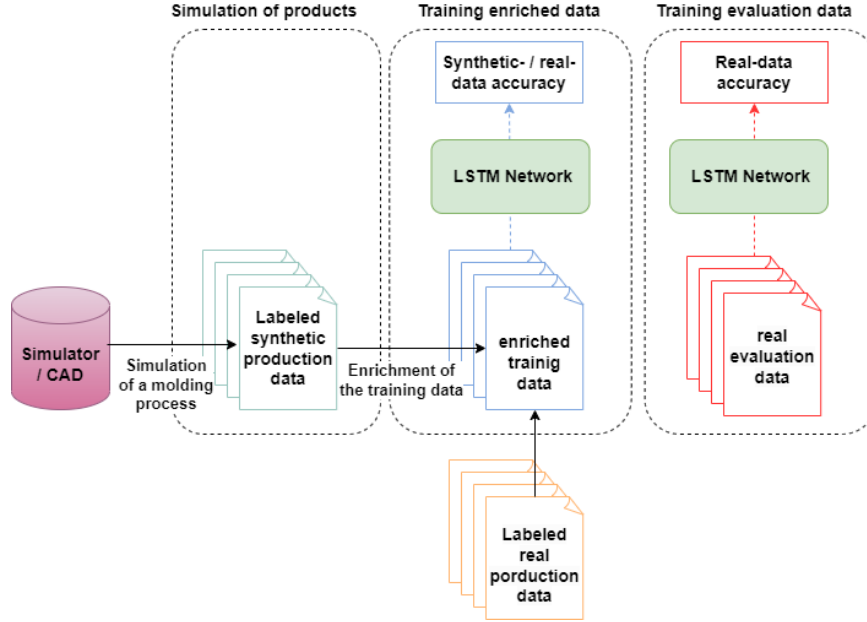 Simulation of products
Training enriched data
Training evaluation data
Synthetic- / real-
data accuracy
Real-data
accuracy
LSTM Network
LSTM Network
Simulator
/ CAD
Simulation
of a molding
process
Labeled
synthetic
production
data
Enrichment of
the training data
enriched
trainig
data
real
evaluation
data
Labeled
real
porduction
data